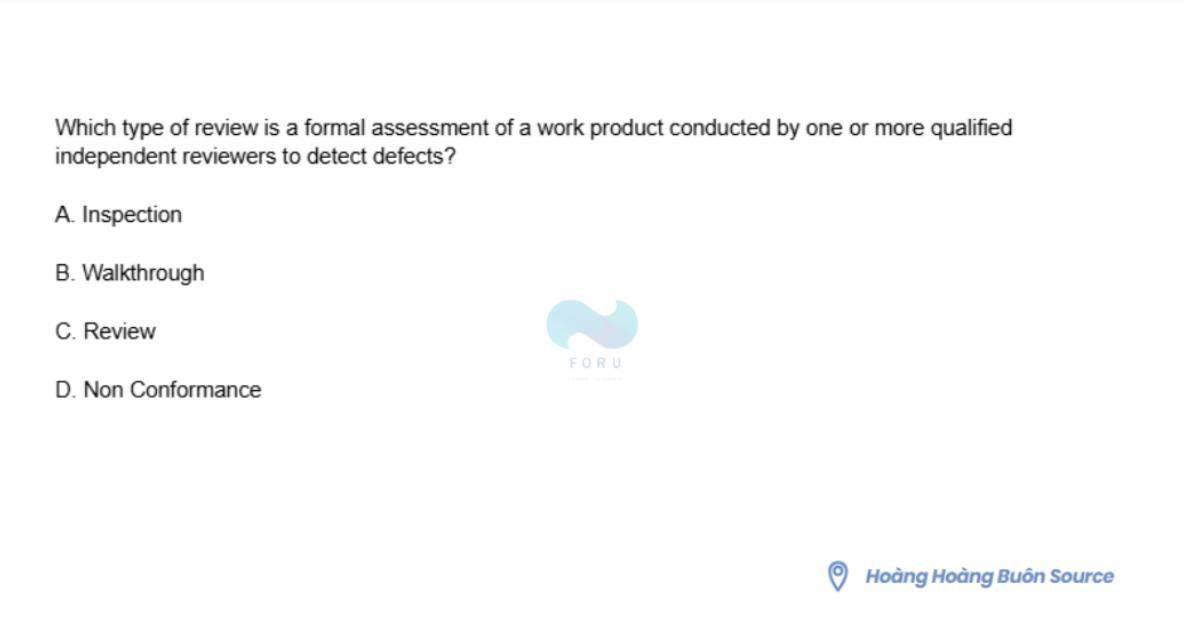 Which type of review is a formal assessment of a work product conducted by one or more qualified
independent reviewers to detect defects?
A. Inspection
B. Walkthrough
C. Review
D. Non Conformance
FORU
Hoàng Hoàng Buôn Source